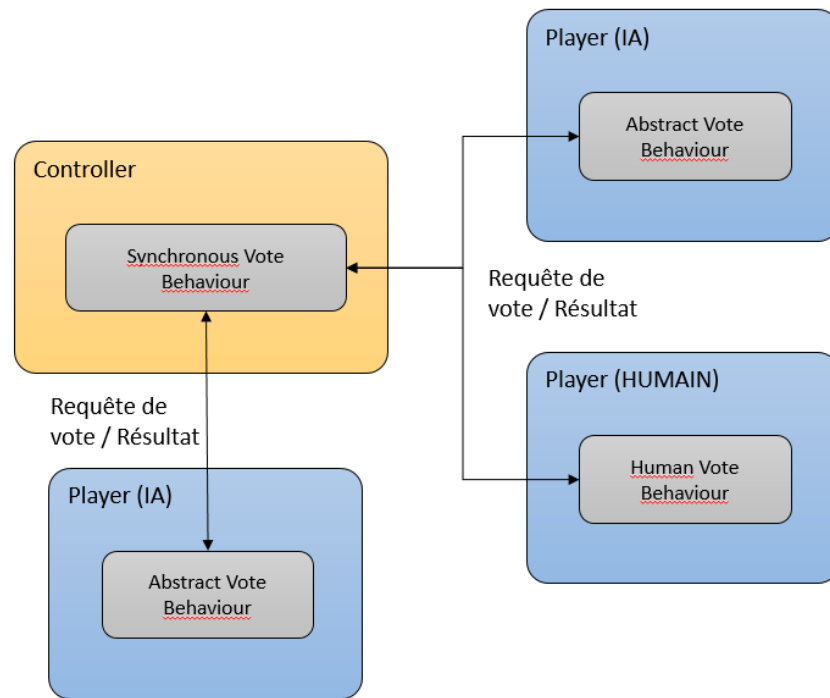 Player (IA)
Abstract Vote
Behaviour
Controller
Synchronous Vote
Behaviour
Requête de
vote / Résultat
Player (HUMAIN)
Human Vote
Behaviour
Requête de
vote / Résultat
Player (IA)
Abstract Vote
Behaviour